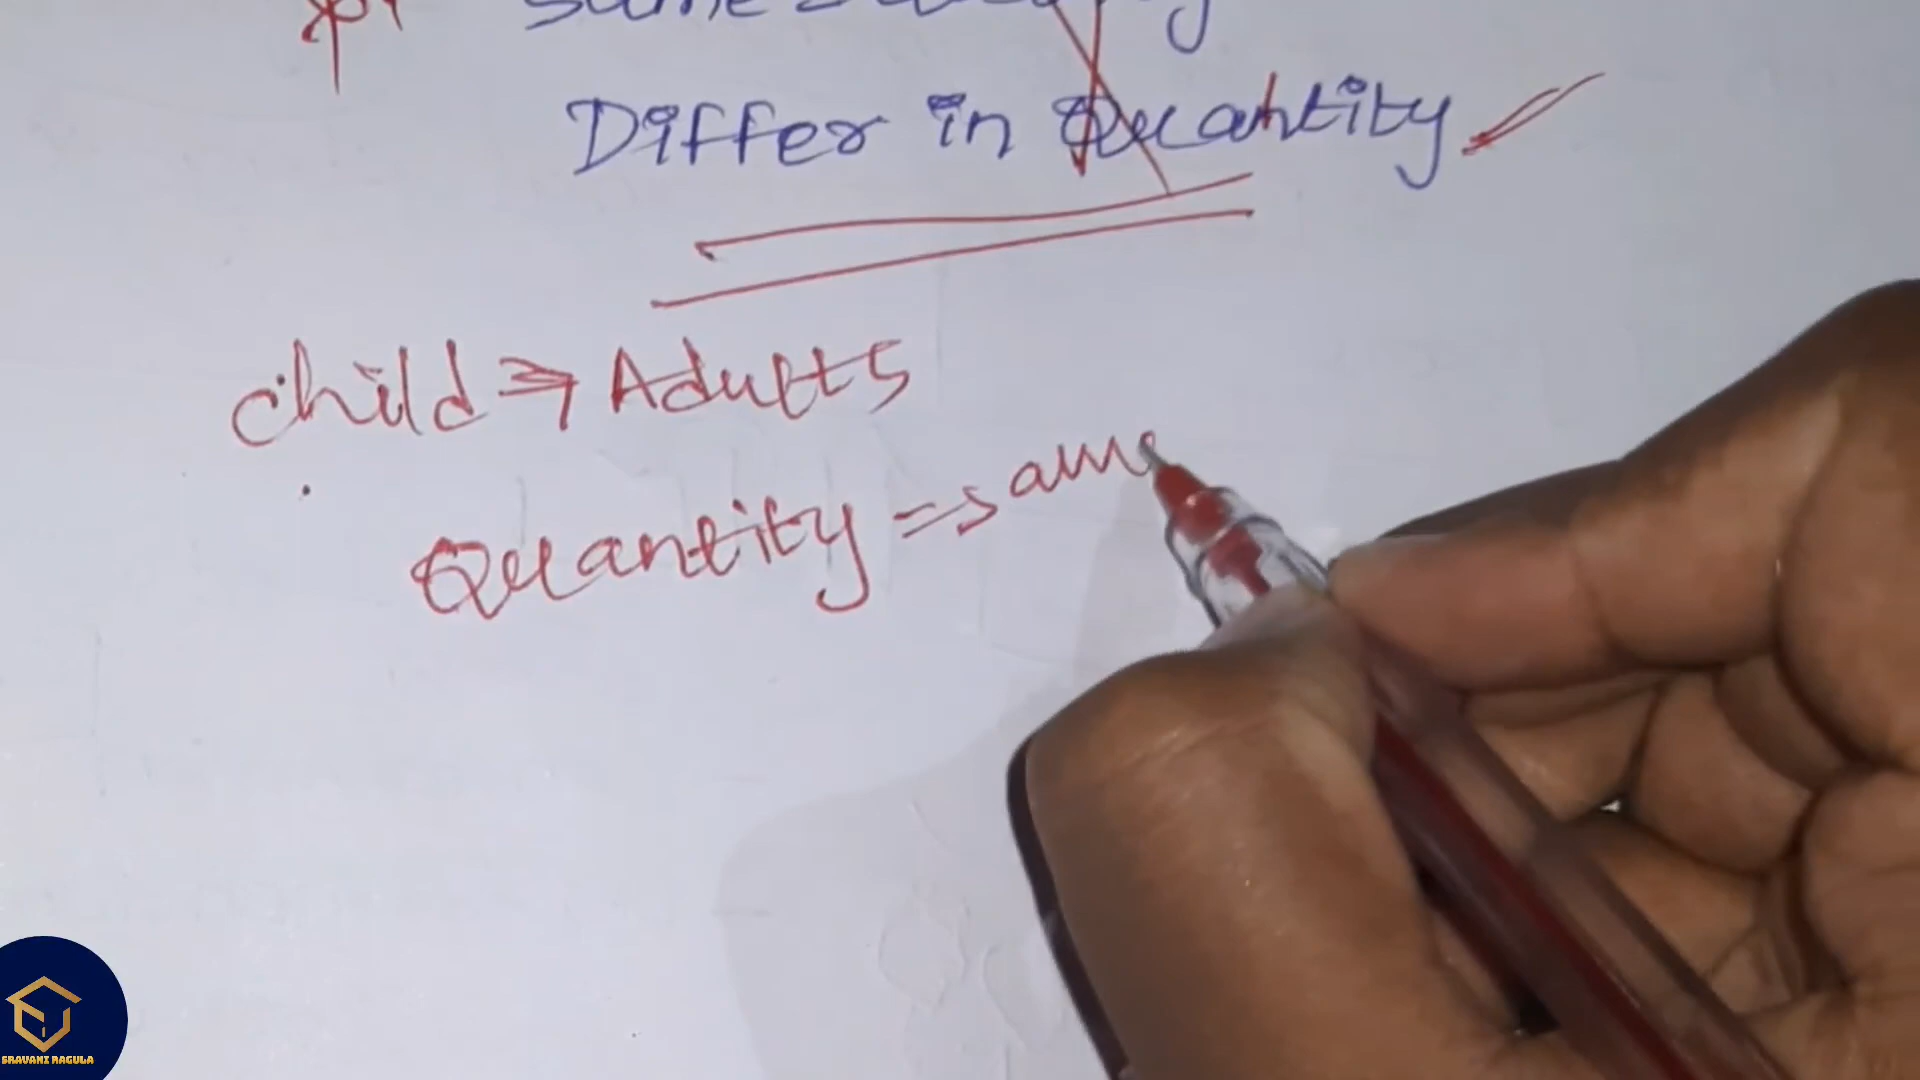 Differ in Quantity
child ⇒ Adults
Quantity = same
SRAVANI RAGULA